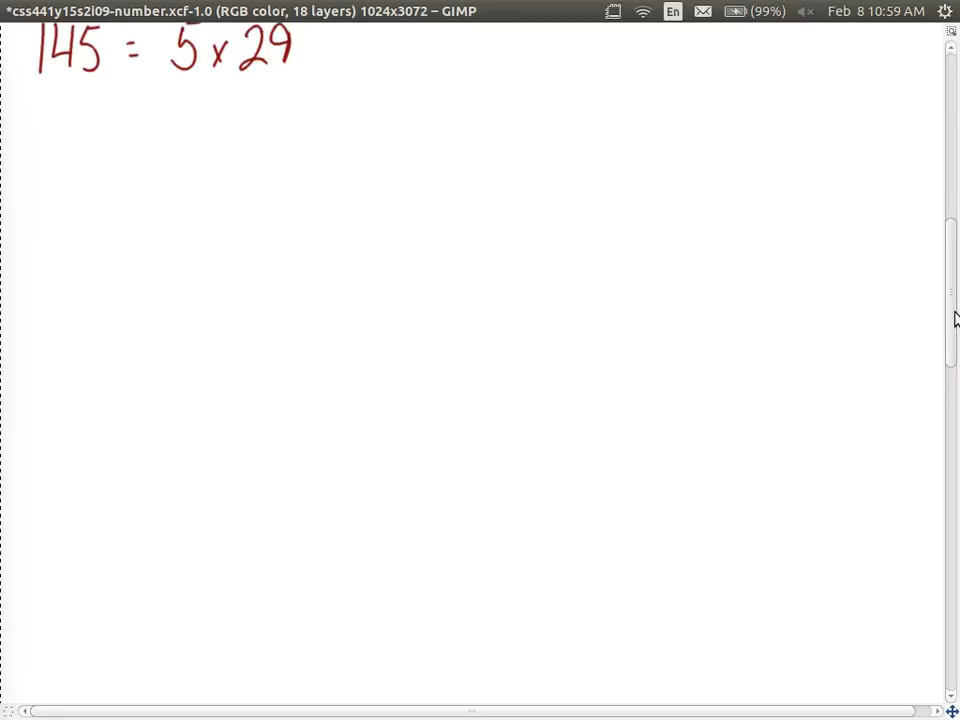 *css441y15s2l09-number.xcf-1.0 (RGB color, 18 layers) 1024x3072 – GIMP
En
(99%)
Feb 8 10:59 AM
145 = 5 x 29